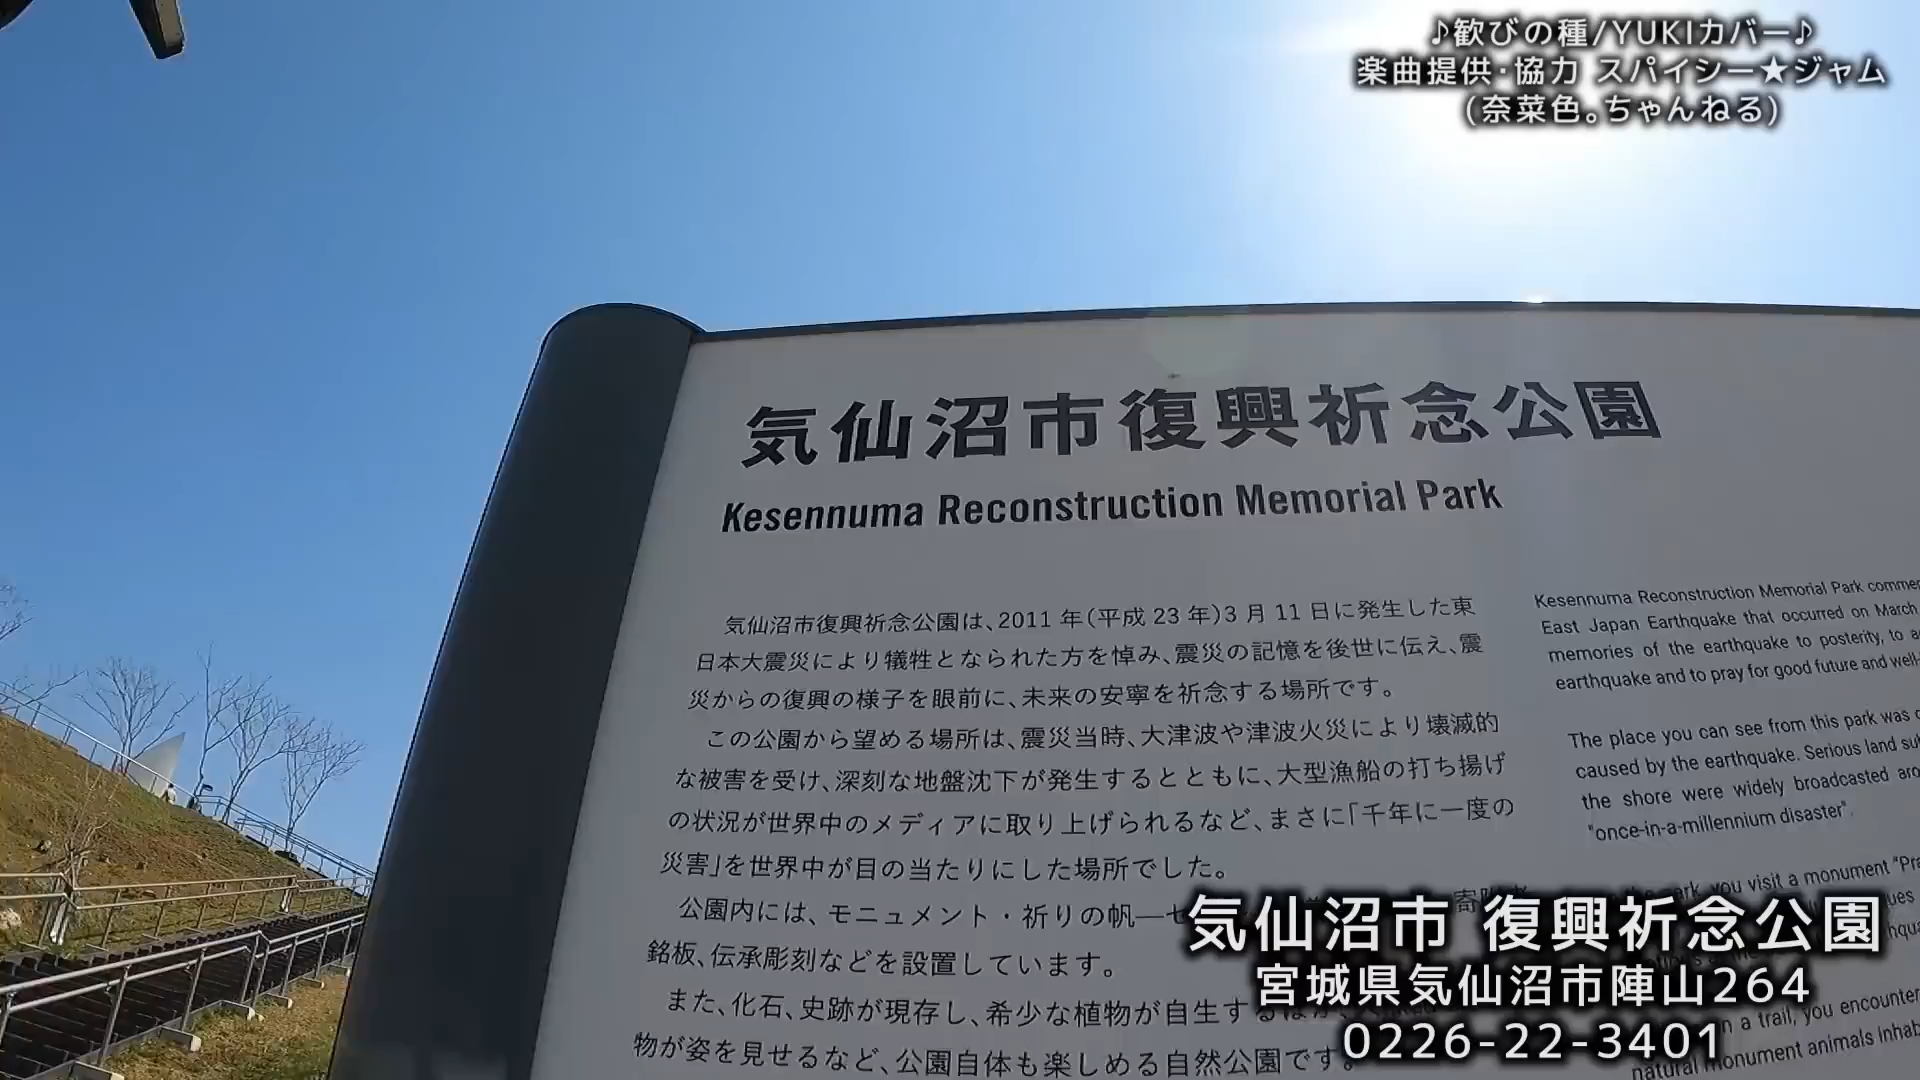 ♪歓びの種/YUKIカバー♪
楽曲提供·協力 スパイシー★ジャム
(奈菜色。ちゃんねる)
気仙沼市復興祈念公園
Kesennuma Reconstruction Memorial Park
気仙沼市復興祈念公園は、2011 年(平成 23 年)3 月 11 日に発生した東
日本大震災により犠牲となられた方を悼み、震災の記憶を後世に伝え、震
災からの復興の様子を眼前に、未来の安寧を祈念する場所です。
この公園から望める場所は、震災当時、大津波や津波火災により壊滅的
な被害を受け、深刻な地盤沈下が発生するとともに、大型漁船の打ち揚げ
の状況が世界中のメディアに取り上げられるなど、まさに「千年に一度の
災害」を世界中が目の当たりにした場所でした。
公園内には、モニュメント・祈りの帆―セ
銘板、伝承彫刻などを設置しています。
また、化石、史跡が現存し、希少な植物が自生する
物が姿を見せるなど、公園自体も楽しめる自然公園です。
Kesennuma Reconstruction Memorial Park
East Japan Earthquake that occurred on March
memories of the earthquake to posterity, to
earthquake and to pray for good future and well-
The place you can see from this park was
caused by the earthquake. Serious land
the shore were widely broadcasted
"once-in-a-millennium disaster".
you visit a monument
on a trail, you encounter
natural monument animals
気仙沼市 復興祈念公園
宮城県気仙沼市陣山264
0226-22-3401